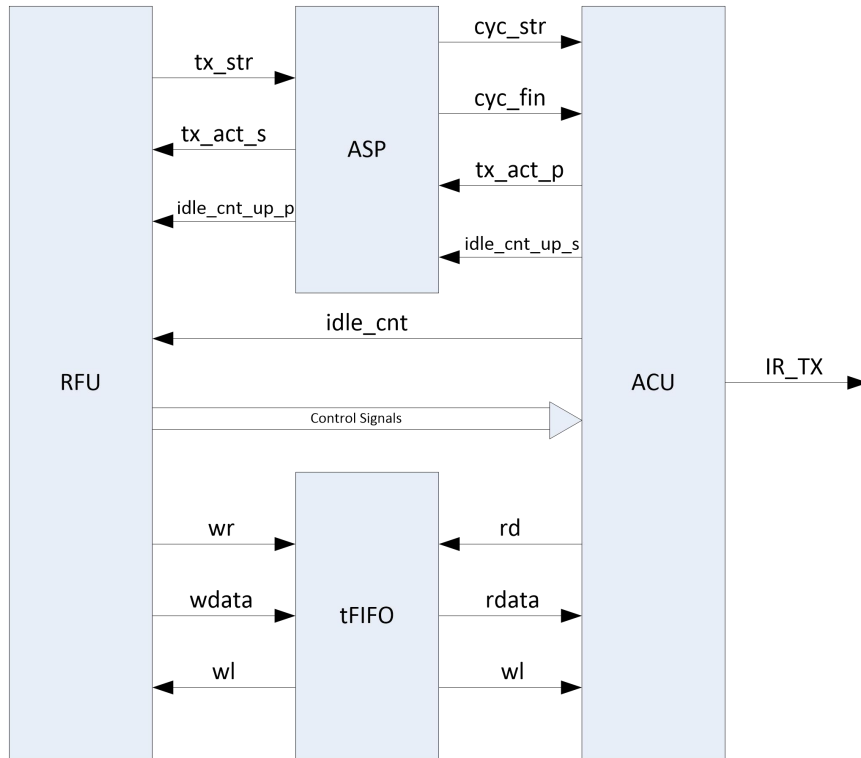 cyc_str
tx_str
cyc_fin
tx_act_s
ASP
tx_act_p
idle_cnt_up_p
idle_cnt_up_s
idle_cnt
RFU
ACU
IR_TX
Control Signals
wr
rd
wdata
tFIFO
rdata
wl
wl